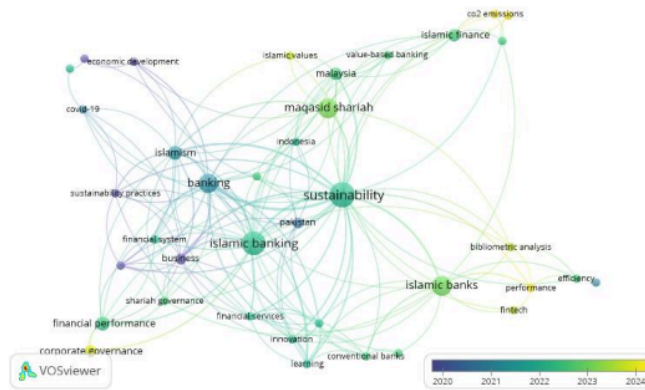 co2 emissions
islamic finance
economic development
islamic values
value-based banking
malaysia
covid-19
maqasid shariah
indonesia
islamism
banking
sustainability practices
sustainability
pakistan
financial system
islamic banking
bibliometric analysis
business
efficiency
islamic banks
performance
shariah governance
fintech
financial services
financial performance
innovation
corporate governance
conventional banks
learning
VOSviewer
2020 2021 2022 2023 2024